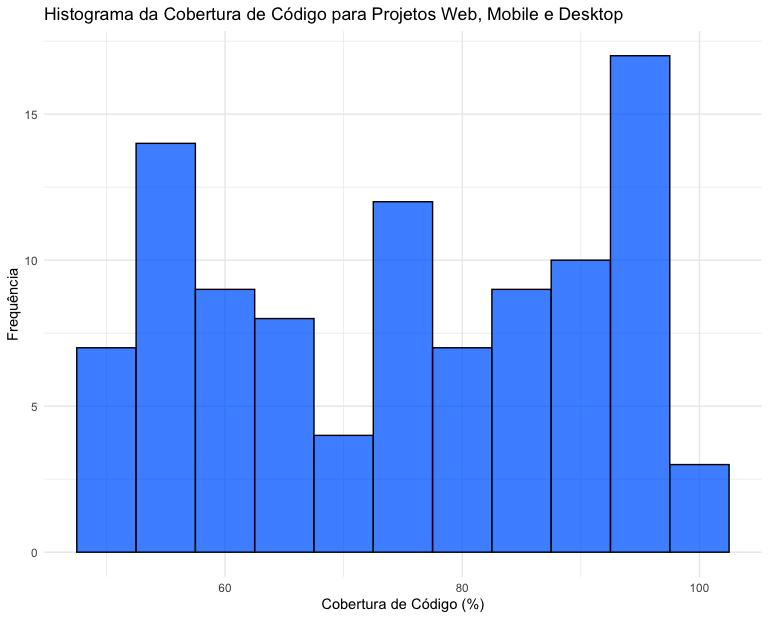 Histograma da Cobertura de Código para Projetos Web, Mobile e Desktop
Frequência
15
10
5
0
60 80 100
Cobertura de Código (%)